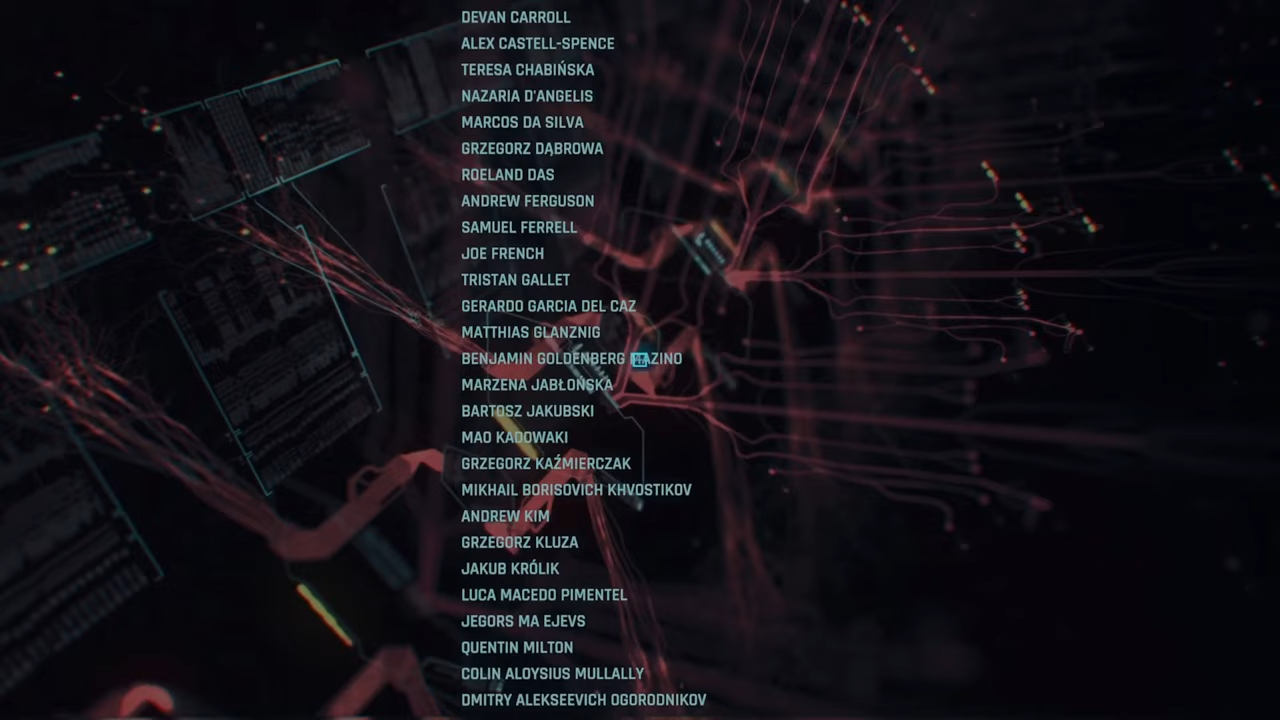 DEVAN CARROLL
ALEX CASTELL-SPENCE
TERESA CHABIŃSKA
NAZARIA D'ANGELIS
MARCOS DA SILVA
GRZEGORZ DĄBROWA
ROELAND DAS
ANDREW FERGUSON
SAMUEL FERRELL
JOE FRENCH
TRISTAN GALLET
GERARDO GARCIA DEL CAZ
MATTHIAS GLANZNIG
BENJAMIN GOLDENBERG
MARZENA JABŁOŃSKA
BARTOSZ JAKUBSKI
MAO KADOWAKI
GRZEGORZ KAŹMIERCZAK
MIKHAIL BORISOVICH KHVOSTIKOV
ANDREW KIM
GRZEGORZ KLUZA
JAKUB KRÓLIK
LUCA MACEDO PIMENTEL
JEGORS MA EJEVS
QUENTIN MILTON
COLIN ALOYSIUS MULLALLY
DMITRY ALEKSEEVICH OGORODNIKOV